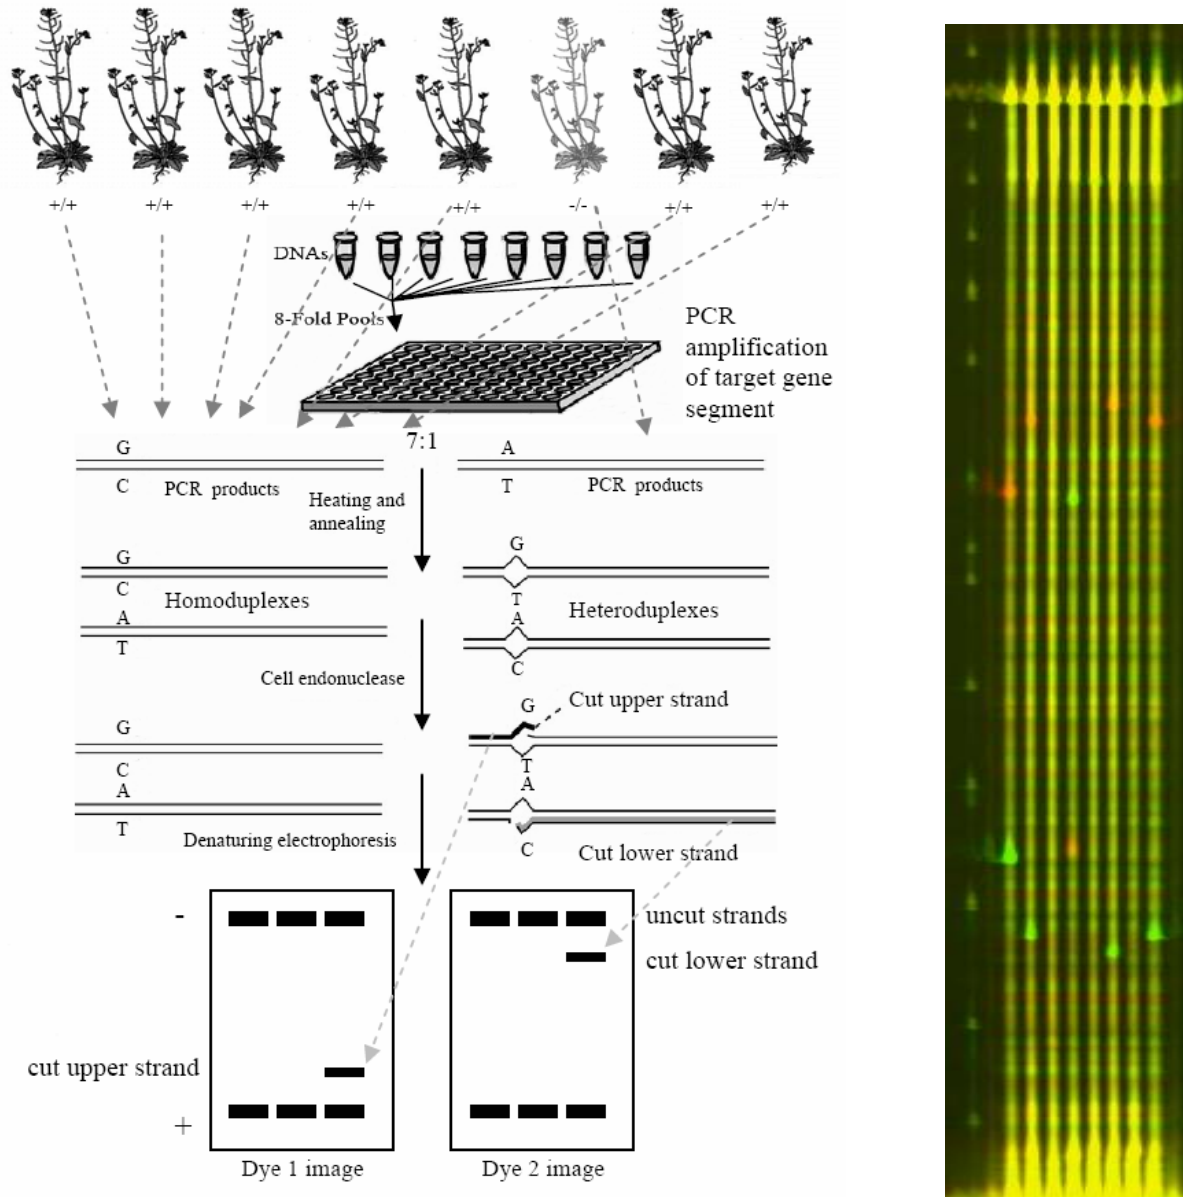 +/+
+/+
+/+
+/+
+/+
-/-
+/+
+/+
DNAs
8-Fold Pools
PCR
amplification
of target gene
segment
7:1
G
C
PCR products
A
T
PCR products
Heating and
annealing
G
C
Homoduplexes
A
T
G
T
Heteroduplexes
A
C
Cell endonuclease
G
C
A
T
G
Cut upper strand
T
A
C
Cut lower strand
Denaturing electrophoresis
-
uncut strands
cut lower strand
cut upper strand
+
Dye 1 image
Dye 2 image